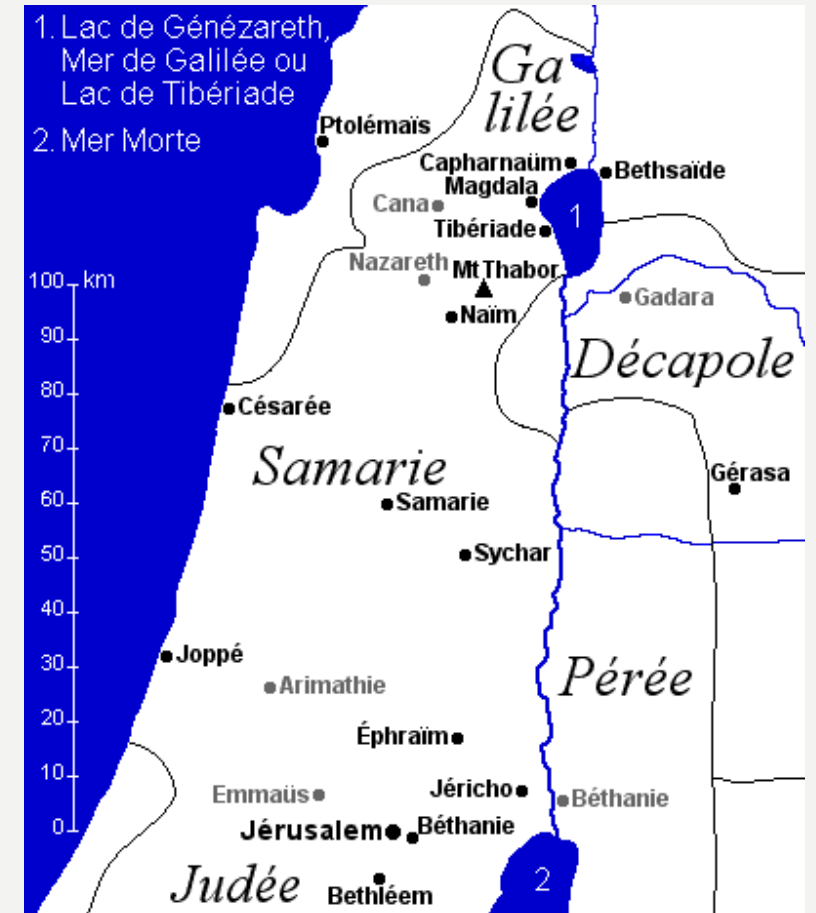 1. Lac de Génézareth,
Mer de Galilée ou
Lac de Tibériade
2. Mer Morte
Ga
lilée
Ptolémaïs
Capharnaüm
Bethsaïde
Magdala
Cana
1
Tibériade
Nazareth
Mt Thabor
100 km
Gadara
Naïm
90
Décapole
80
Césarée
70
Samarie
Gérasa
60
Samarie
50
Sychar
40
Joppé
30
Arimathie
Pérée
20
Éphraïm
10
Emmaüs
Jéricho
Béthanie
0
Jérusalem
Béthanie
Judée
Bethléem
2